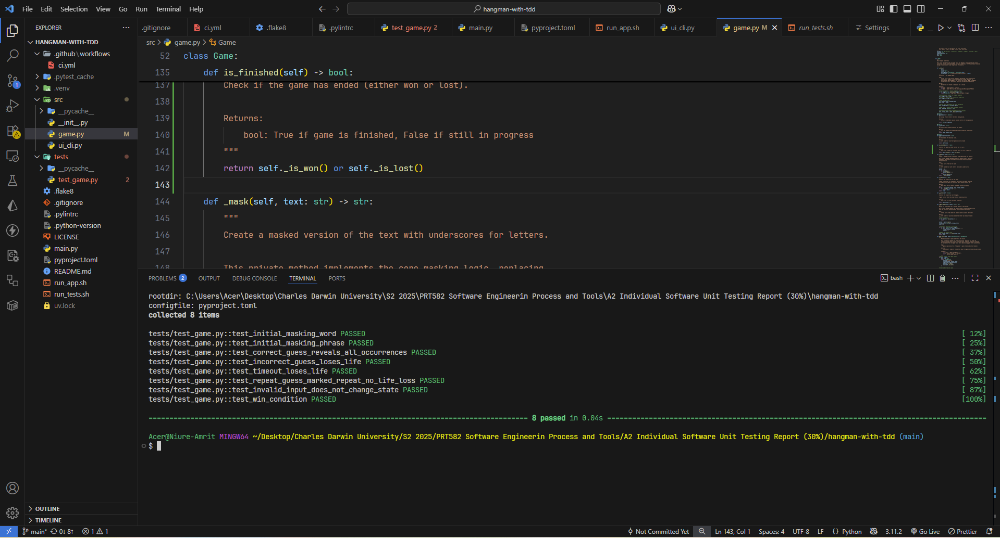 File Edit Selection View Go Run Terminal Help
hangman-with-tdd
EXPLORER
.gitignore
ci.yml
.flake8
.pylintrc
test_game.py 2
main.py
pyproject.toml
run_app.sh
ui_cli.py
game.py M
run_tests.sh
Settings
HANGMAN-WITH-TDD
.github\workflows
ci.yml
.pytest_cache
.venv
src
__pycache__
__init__.py
game.py M
ui_cli.py
tests
__pycache__
test_game.py 2
.flake8
.gitignore
.pylintrc
.python-version
LICENSE
main.py
pyproject.toml
README.md
run_app.sh
run_tests.sh
uv.lock
OUTLINE
TIMELINE
1
src > game.py > Game
52 class Game:
135 def is_finished(self) -> bool:
137 Check if the game has ended (either won or lost).
138
139 Returns:
140 bool: True if game is finished, False if still in progress
141 """
142 return self._is_won() or self._is_lost()
143
144 def _mask(self, text: str) -> str:
145 """
146 Create a masked version of the text with underscores for letters.
147
148 This private method implements the core masking logic, replacing
PROBLEMS 2 OUTPUT DEBUG CONSOLE TERMINAL PORTS
bash
rootdir: C:\Users\Acer\Desktop\Charles Darwin University\S2 2025\PRT582 Software Engineerin Process and Tools\A2 Individual Software Unit Testing Report (30%)\hangman-with-tdd
configfile: pyproject.toml
collected 8 items
tests/test_game.py::test_initial_masking_word PASSED [ 12%]
tests/test_game.py::test_initial_masking_phrase PASSED [ 25%]
tests/test_game.py::test_correct_guess_reveals_all_occurrences PASSED [ 37%]
tests/test_game.py::test_incorrect_guess_loses_life PASSED [ 50%]
tests/test_game.py::test_timeout_loses_life PASSED [ 62%]
tests/test_game.py::test_repeat_guess_marked_repeat_no_life_loss PASSED [ 75%]
tests/test_game.py::test_invalid_input_does_not_change_state PASSED [ 87%]
tests/test_game.py::test_win_condition PASSED [100%]
8 passed in 0.04s
Acer@Niure-Amrit MINGW64 ~/Desktop/Charles Darwin University/S2 2025/PRT582 Software Engineerin Process and Tools/A2 Individual Software Unit Testing Report (30%)/hangman-with-tdd (main)
$
main* 0↓ 8↑ 1 1
Not Committed Yet Ln 143, Col 1 Spaces: 4 UTF-8 LF { } Python 3.11.2 Go Live Prettier